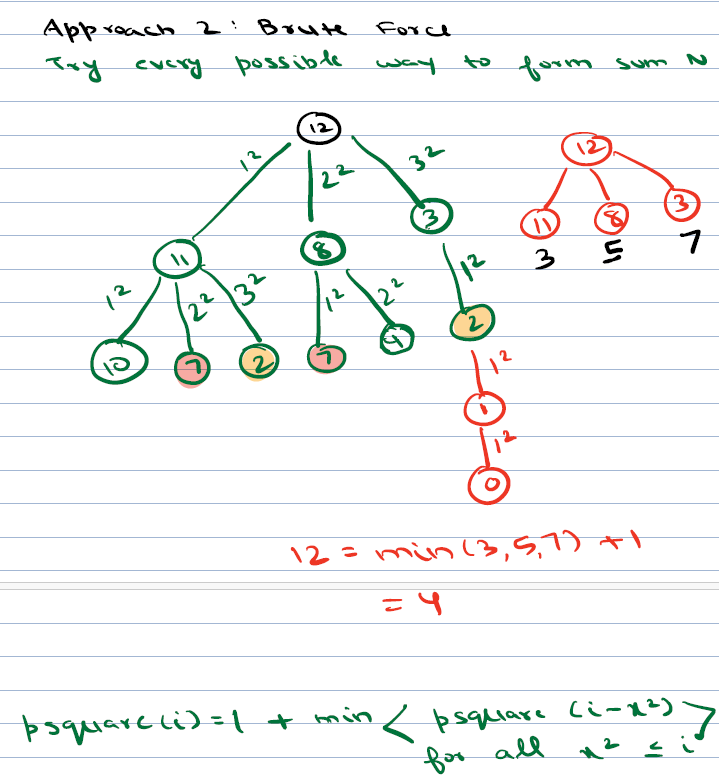 Approach 2: Brute Force
Try every possible way to form sum N
12
12
1² 2² 3²
3
11 8 3
3 5 7
11 8
1² 2² 3² 1² 2² 1²
10 7 2 7 4 2
1²
1
1²
0
12 = min(3,5,7) +1
= 4
psquare(i) = 1 + min < psquare (i-x²) >
for all x² ≤ i